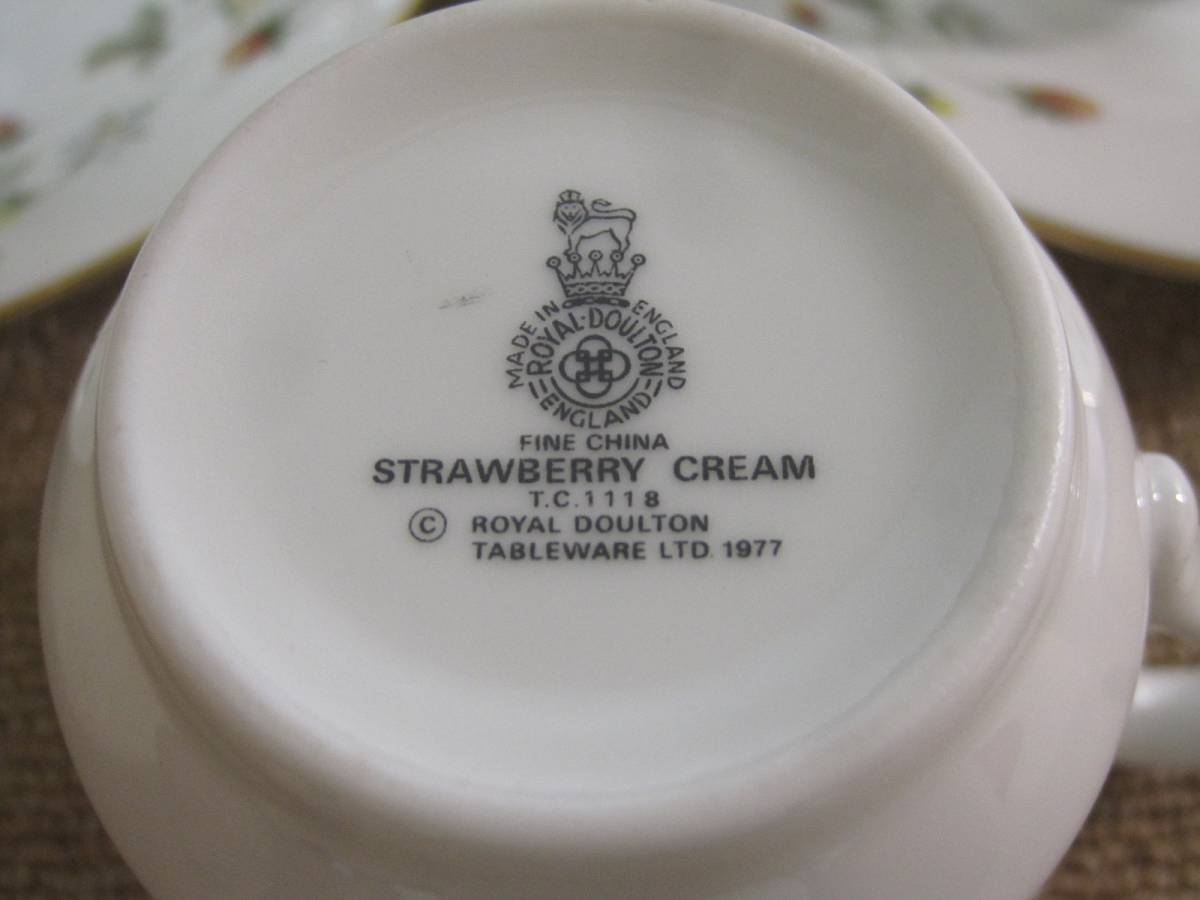 MADE IN ENGLAND
ROYAL·DOULTON
ENGLAND
FINE CHINA
STRAWBERRY CREAM
T.C.1118
© ROYAL DOULTON
TABLEWARE LTD. 1977